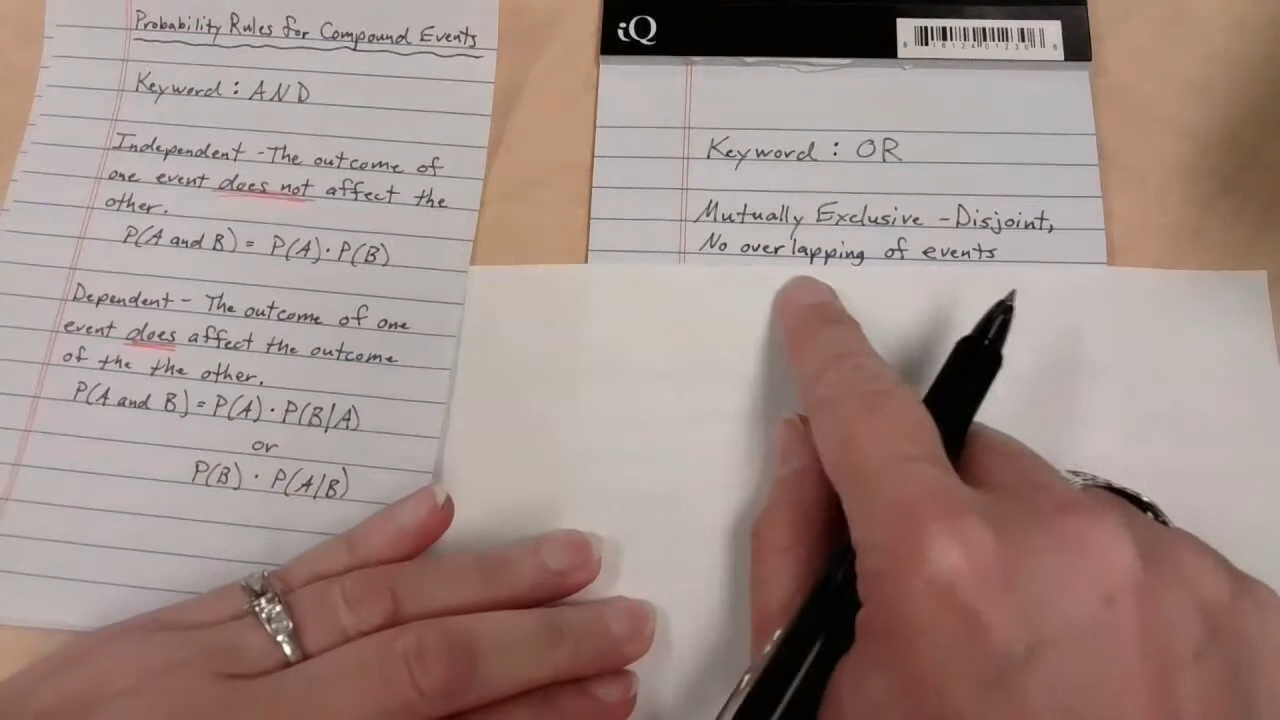 Probability Rules for Compound Events
Keyword : AND
Independent - The outcome of
one event does not affect the
other.
P(A and B) = P(A) · P(B)
Dependent - The outcome of one
event does affect the outcome
of the the other.
P(A and B) = P(A) · P(B/A)
or
P(B) · P(A/B)
iQ
Keyword : OR
Mutually Exclusive - Disjoint,
No overlapping of events